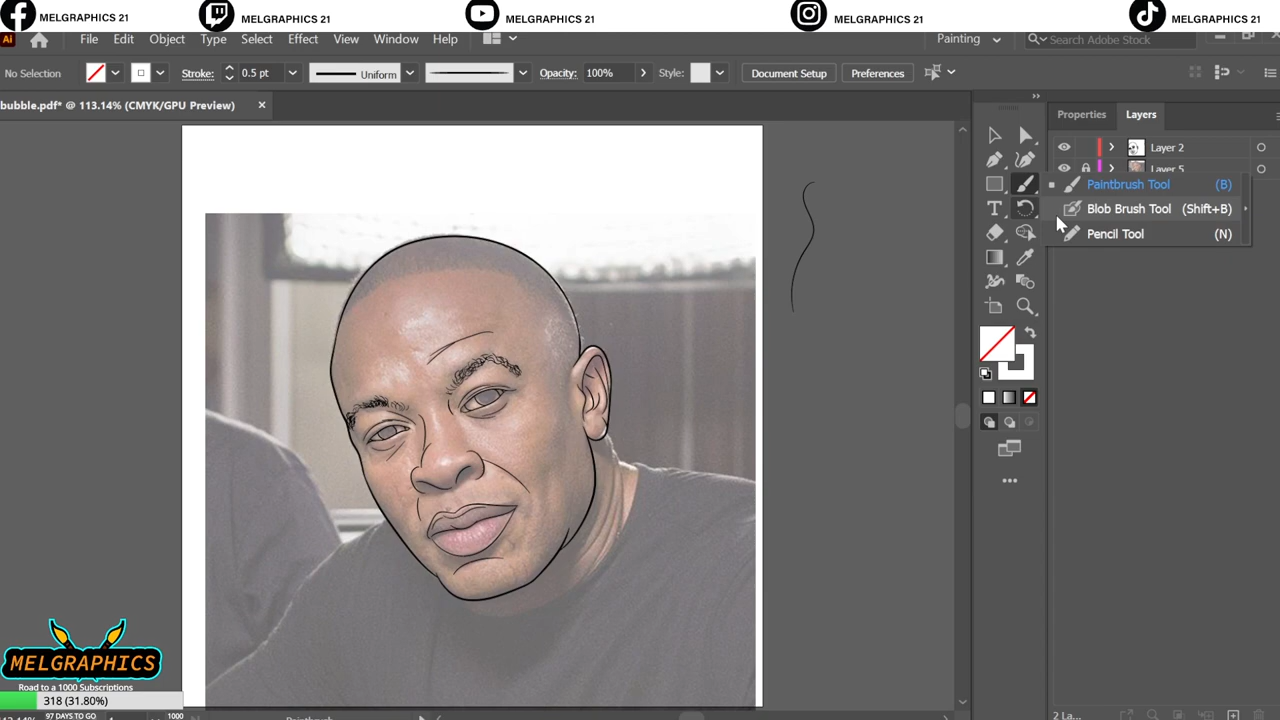 MELGRAPHICS 21
MELGRAPHICS 21
MELGRAPHICS 21
MELGRAPHICS 21
MELGRAPHICS 21
Ai File Edit Object Type Select Effect View Window Help Painting Search Adobe Stock
No Selection Stroke: 0.5 pt Uniform Opacity: 100% Style: Document Setup Preferences
bubble.pdf* @ 113.14% (CMYK/GPU Preview)
Properties Layers
Layer 2
Layer 5
Paintbrush Tool (B)
Blob Brush Tool (Shift+B)
Pencil Tool (N)
MELGRAPHICS
Road to a 1000 Subscriptions
318 (31.80%)
97 DAYS TO GO 1000
2 La...